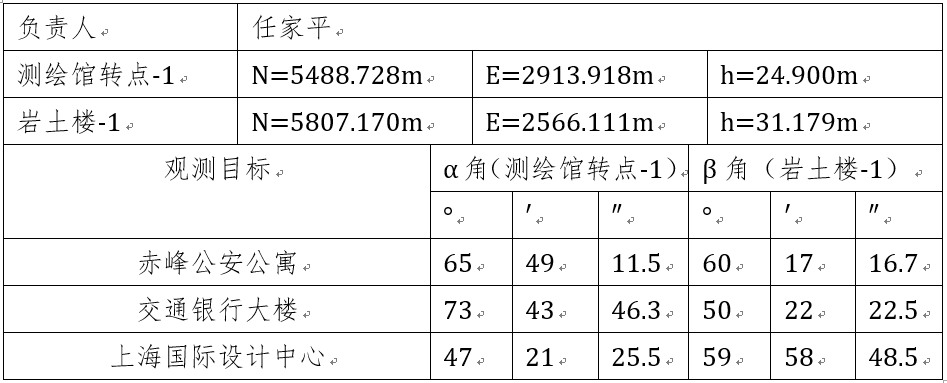 负责人 任家平
测绘馆转点-1 N=5488.728m E=2913.918m h=24.900m
岩土楼-1 N=5807.170m E=2566.111m h=31.179m
观测目标 α角(测绘馆转点-1) β角（岩土楼-1）
° ′ ″ ° ′ ″
赤峰公安公寓 65 49 11.5 60 17 16.7
交通银行大楼 73 43 46.3 50 22 22.5
上海国际设计中心 47 21 25.5 59 58 48.5